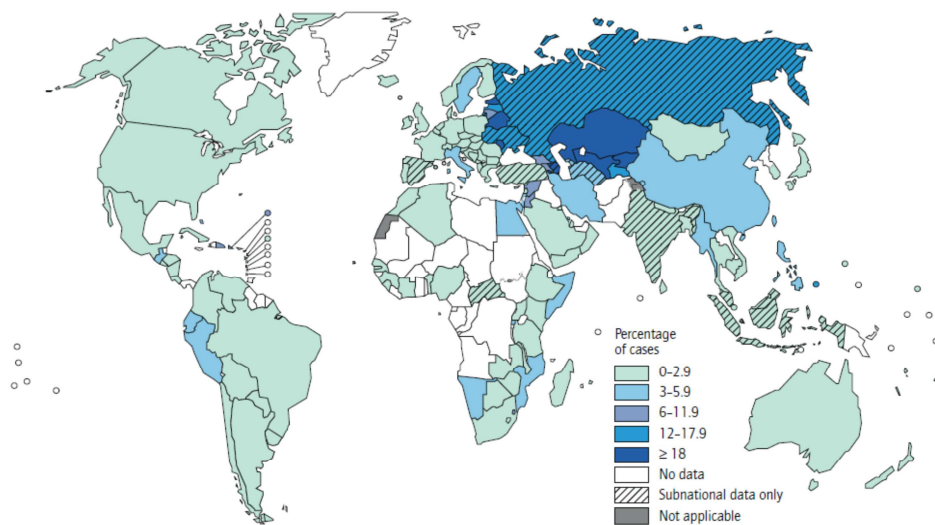 Percentage
of cases
0–2.9
3–5.9
6–11.9
12–17.9
≥ 18
No data
Subnational data only
Not applicable